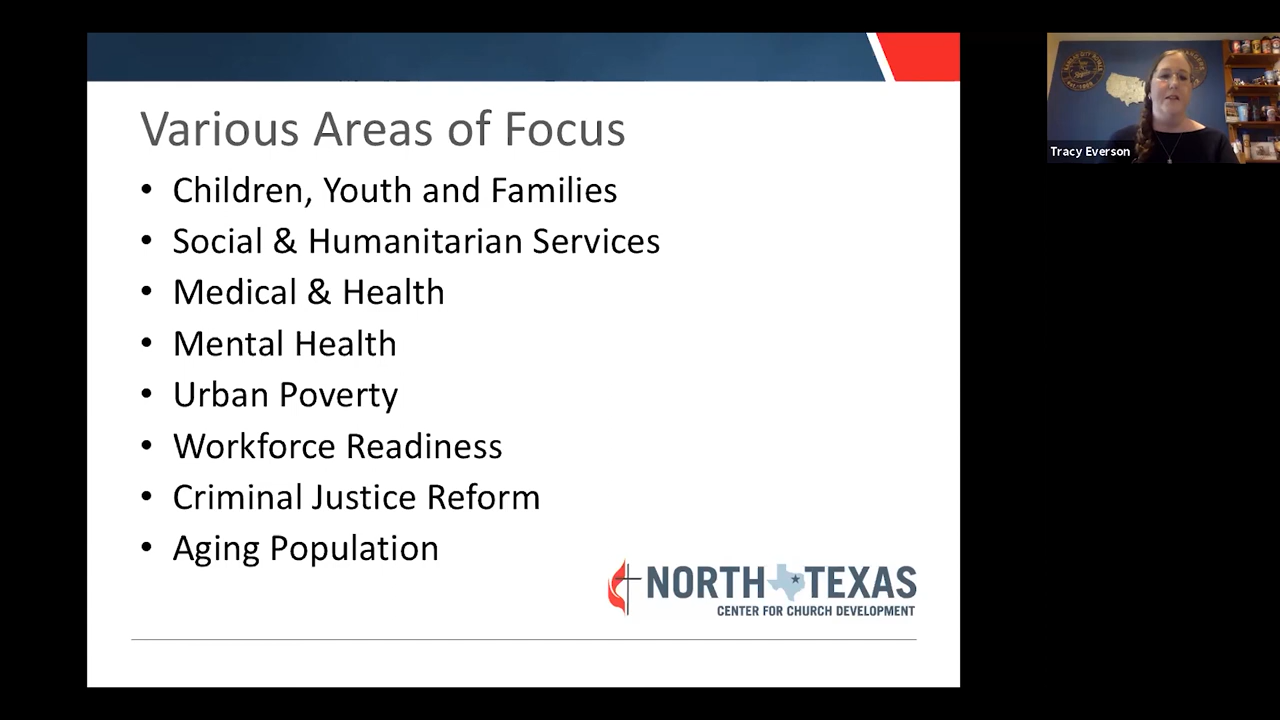 Various Areas of Focus
• Children, Youth and Families
• Social & Humanitarian Services
• Medical & Health
• Mental Health
• Urban Poverty
• Workforce Readiness
• Criminal Justice Reform
• Aging Population
NORTH TEXAS
CENTER FOR CHURCH DEVELOPMENT
Tracy Everson